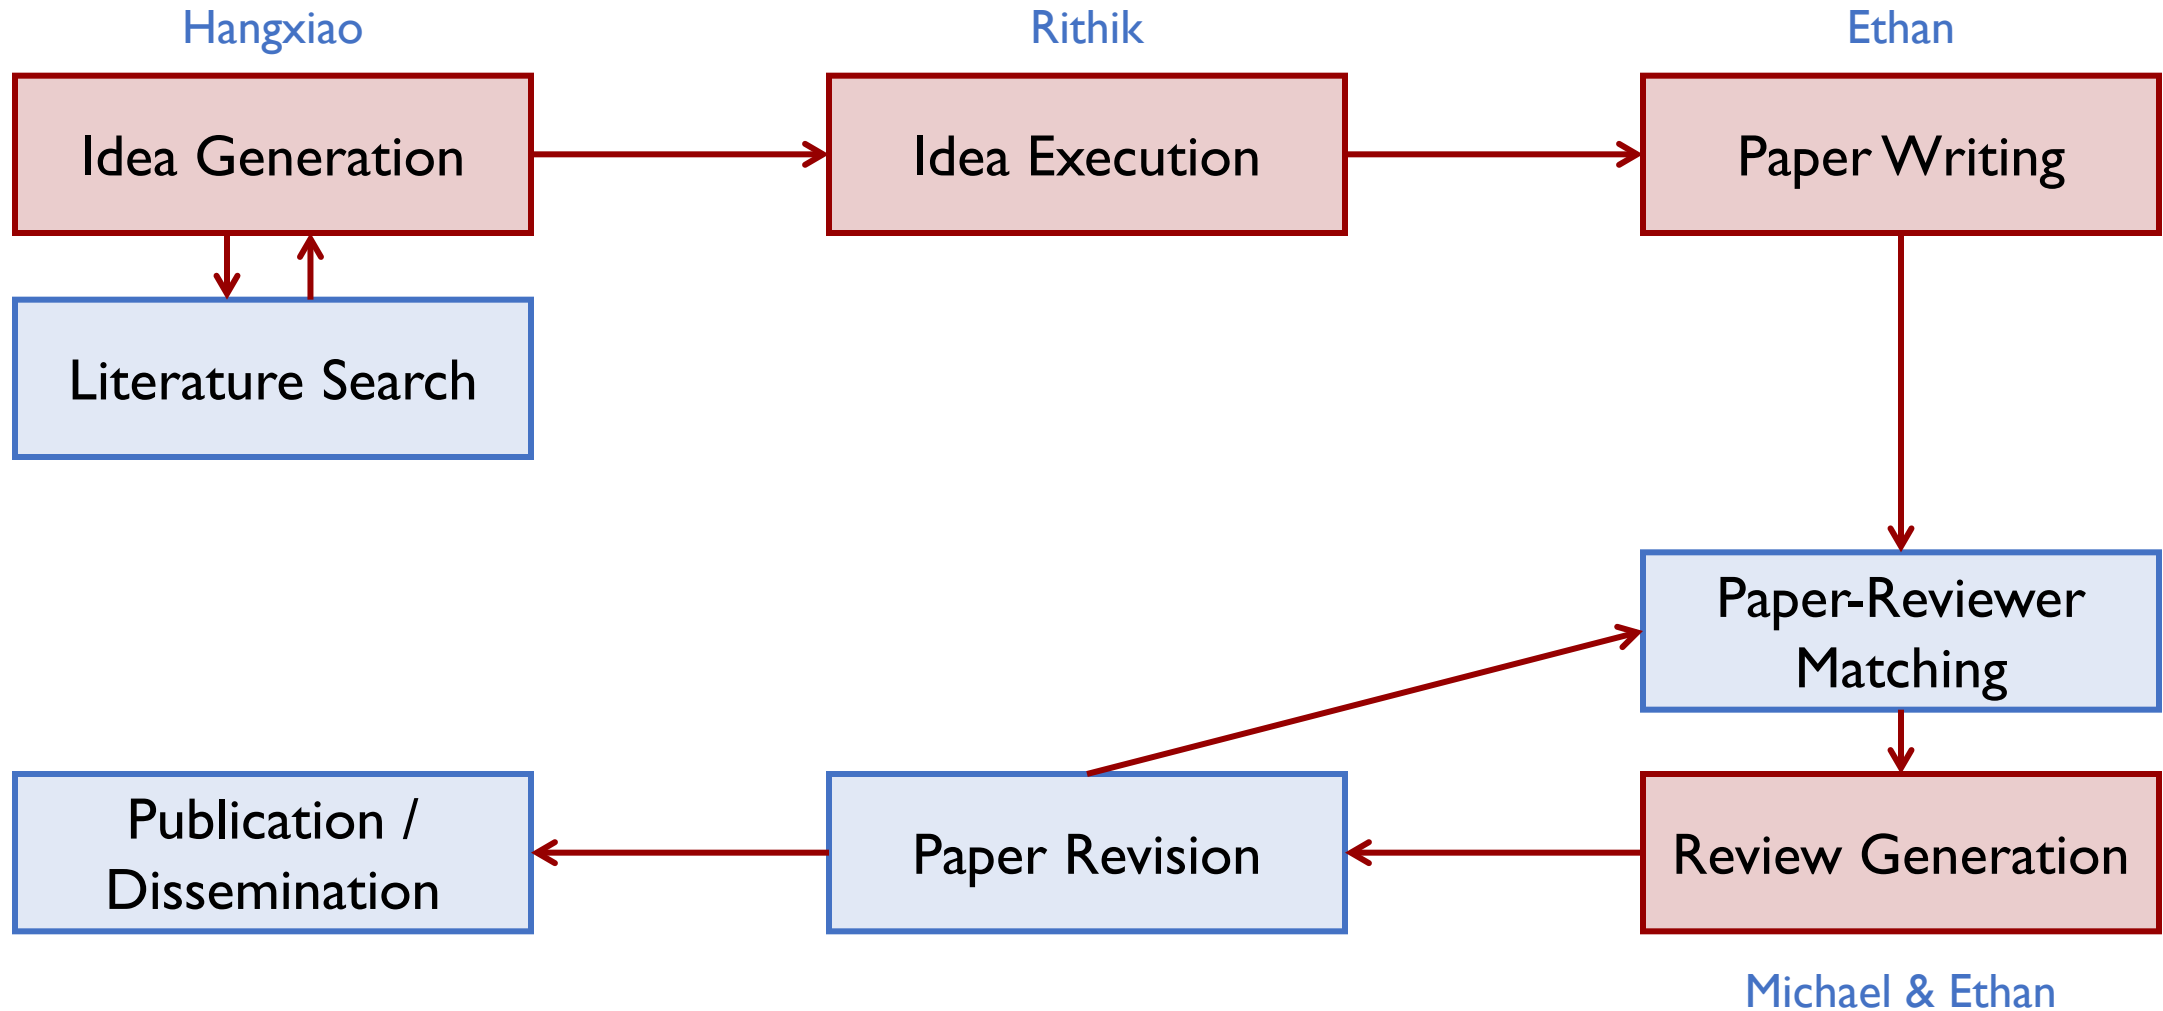 Hangxiao
Rithik
Ethan
Idea Generation
Idea Execution
Paper Writing
Literature Search
Paper-Reviewer
Matching
Publication /
Dissemination
Paper Revision
Review Generation
Michael & Ethan